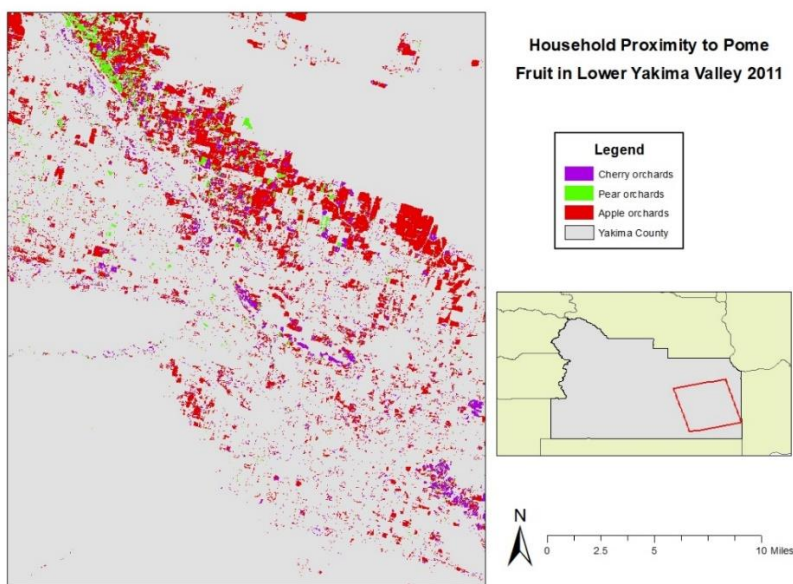 Household Proximity to Pome
Fruit in Lower Yakima Valley 2011
Legend
Cherry orchards
Pear orchards
Apple orchards
Yakima County
N
0 2.5 5 10 Miles